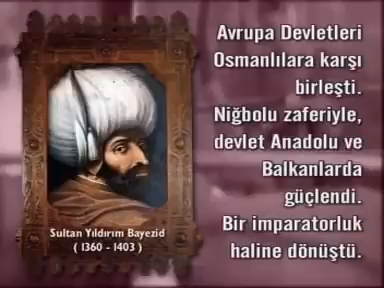 Avrupa Devletleri
Osmanlılara karşı
birleşti.
Niğbolu zaferiyle,
devlet Anadolu ve
Balkanlarda
güçlendi.
Bir imparatorluk
haline dönüştü.
Sultan Yıldırım Bayezid
( 1360 - 1403 )